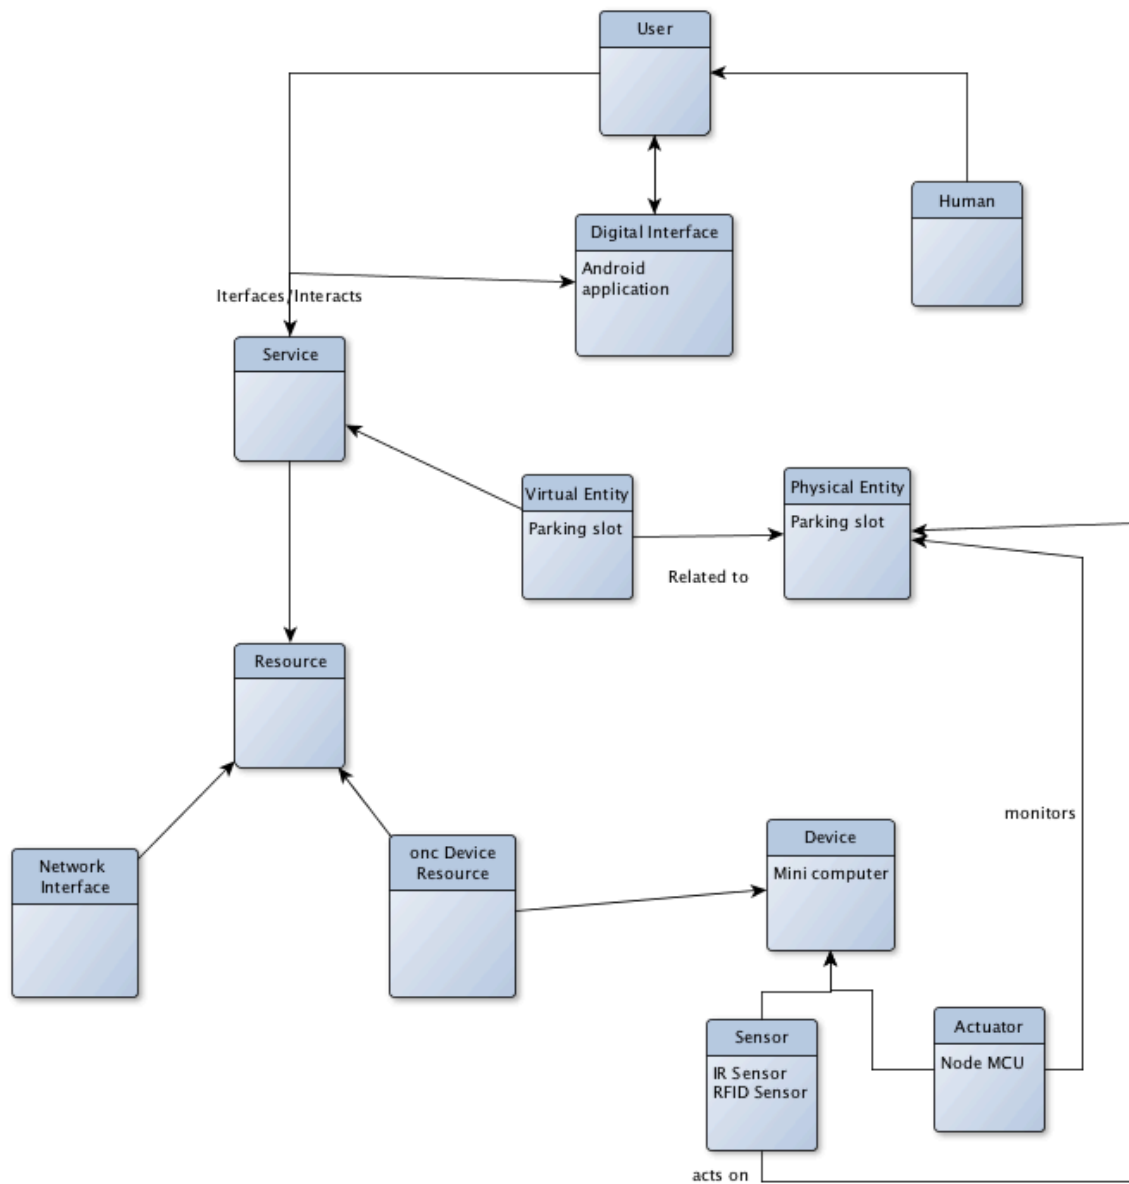 User
Human
Digital Interface
Android
application
Iterfaces/Interacts
Service
Virtual Entity
Parking slot
Physical Entity
Parking slot
Related to
Resource
monitors
Device
Mini computer
onc Device
Resource
Network
Interface
Sensor
IR Sensor
RFID Sensor
Actuator
Node MCU
acts on